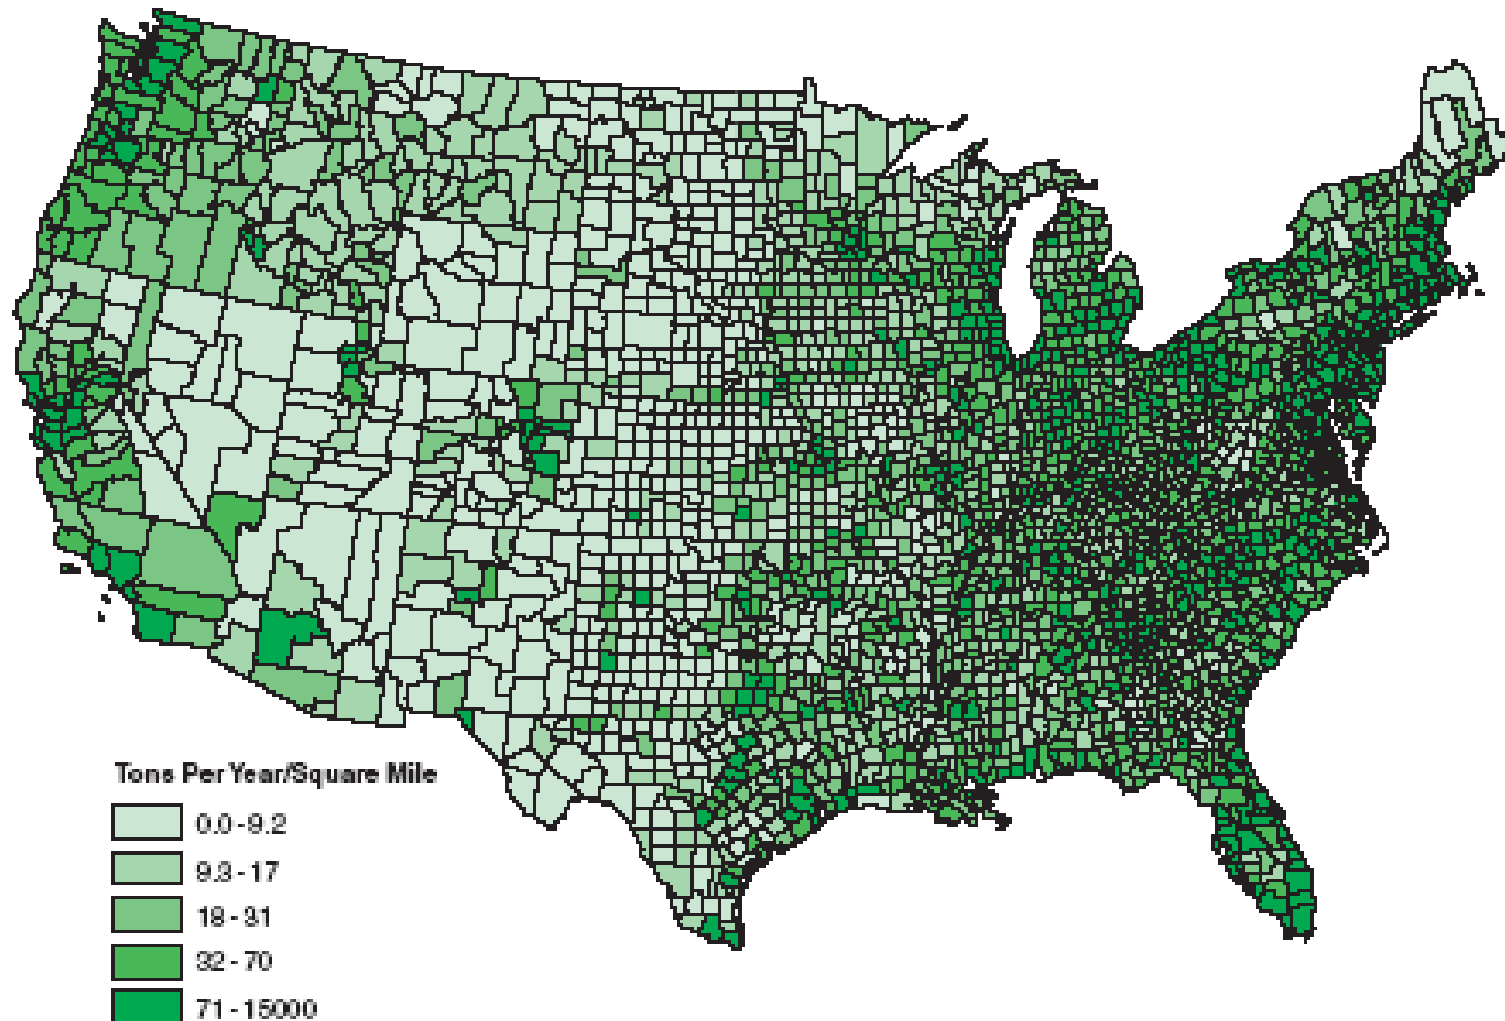 Tons Per Year/Square Mile
0.0 - 9.2
9.3 - 17
18 - 31
32 - 70
71 - 15000